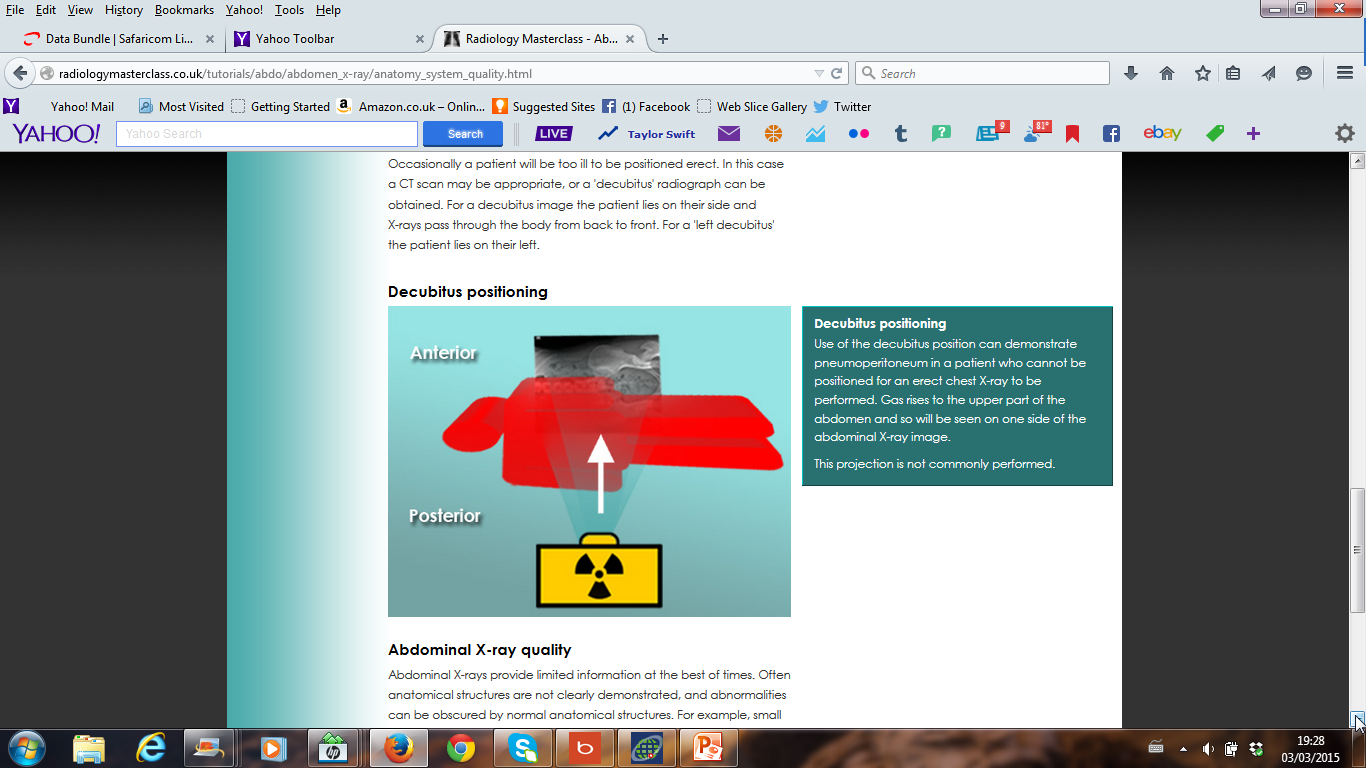 File Edit View History Bookmarks Yahoo! Tools Help
Data Bundle | Safaricom Li... × Yahoo Toolbar × Radiology Masterclass - Ab... × +
radiologymasterclass.co.uk/tutorials/abdo/abdomen_x-ray/anatomy_system_quality.html Search
Yahoo! Mail Most Visited Getting Started Amazon.co.uk – Onlin... Suggested Sites (1) Facebook Web Slice Gallery Twitter
YAHOO! Yahoo Search Search LIVE Taylor Swift 9 81° ebay
Occasionally a patient will be too ill to be positioned erect. In this case
a CT scan may be appropriate, or a 'decubitus' radiograph can be
obtained. For a decubitus image the patient lies on their side and
X-rays pass through the body from back to front. For a 'left decubitus'
the patient lies on their left.
Decubitus positioning
Anterior
Posterior
Decubitus positioning
Use of the decubitus position can demonstrate
pneumoperitoneum in a patient who cannot be
positioned for an erect chest X-ray to be
performed. Gas rises to the upper part of the
abdomen and so will be seen on one side of the
abdominal X-ray image.
This projection is not commonly performed.
Abdominal X-ray quality
Abdominal X-rays provide limited information at the best of times. Often
anatomical structures are not clearly demonstrated, and abnormalities
can be obscured by normal anatomical structures. For example, small
19:28
03/03/2015